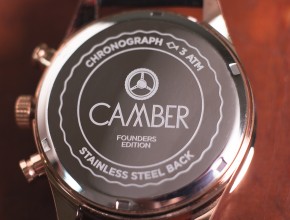 CHRONOGRAPH 3 ATM
CAMBER
FOUNDERS
EDITION
STAINLESS STEEL BACK